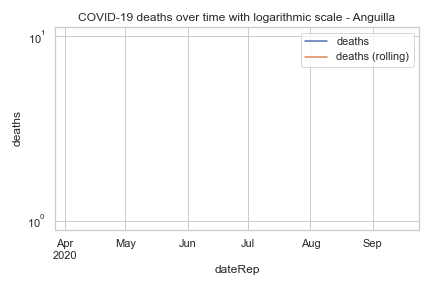 COVID-19 deaths over time with logarithmic scale - Anguilla
deaths
deaths (rolling)
10¹
10⁰
deaths
Apr May Jun Jul Aug Sep
2020
dateRep